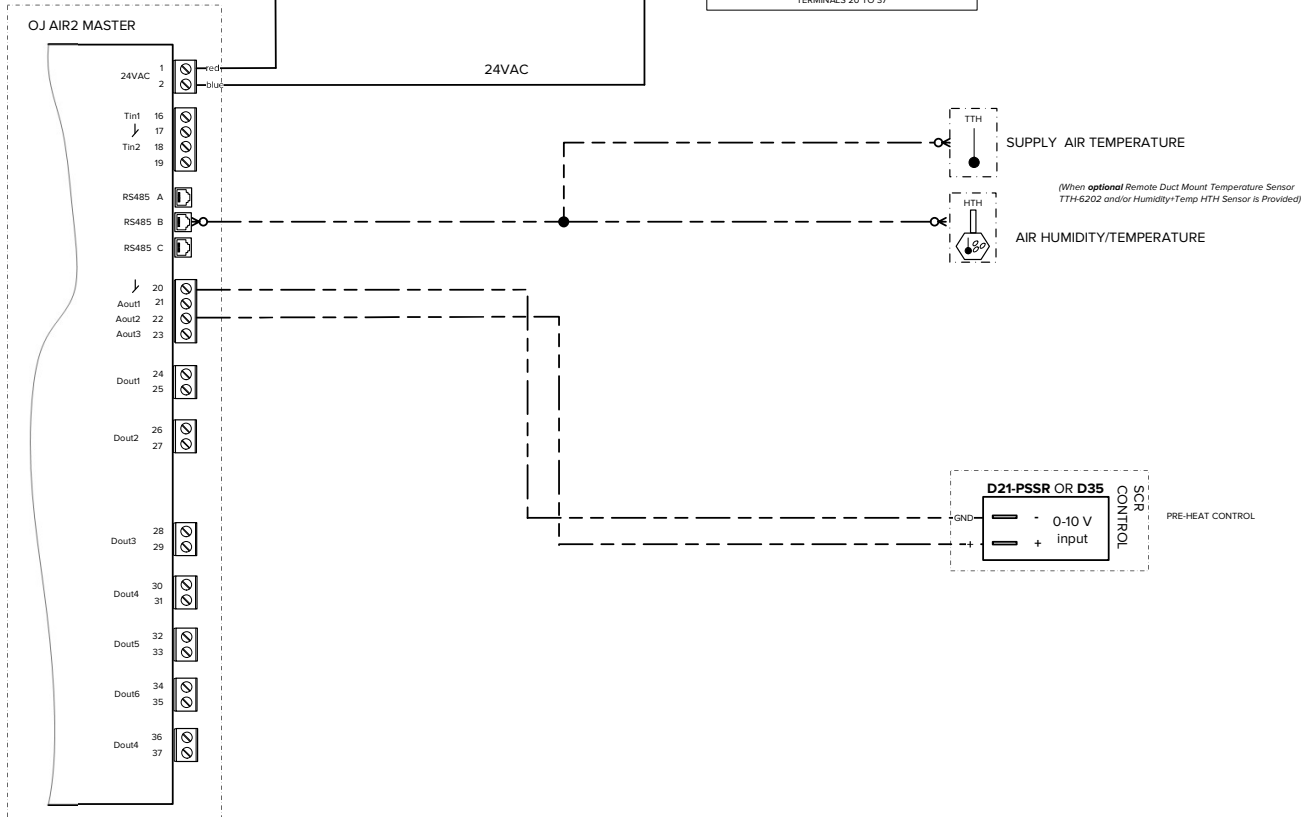 TERMINALS 20 TO 37
OJ AIR2 MASTER
24VAC
1
red
2
blue
24VAC
Tin1 16
17
Tin2 18
19
TTH
SUPPLY AIR TEMPERATURE
RS485 A
RS485 B
RS485 C
(When optional Remote Duct Mount Temperature Sensor
TTH-6202 and/or Humidity+Temp HTH Sensor is Provided)
HTH
AIR HUMIDITY/TEMPERATURE
20
Aout1 21
Aout2 22
Aout3 23
Dout1
24
25
Dout2
26
27
Dout3
28
29
Dout4
30
31
Dout5
32
33
Dout6
34
35
Dout4
36
37
D21-PSSR OR D35
GND
-
+
+
0-10 V
input
SCR
CONTROL
PRE-HEAT CONTROL